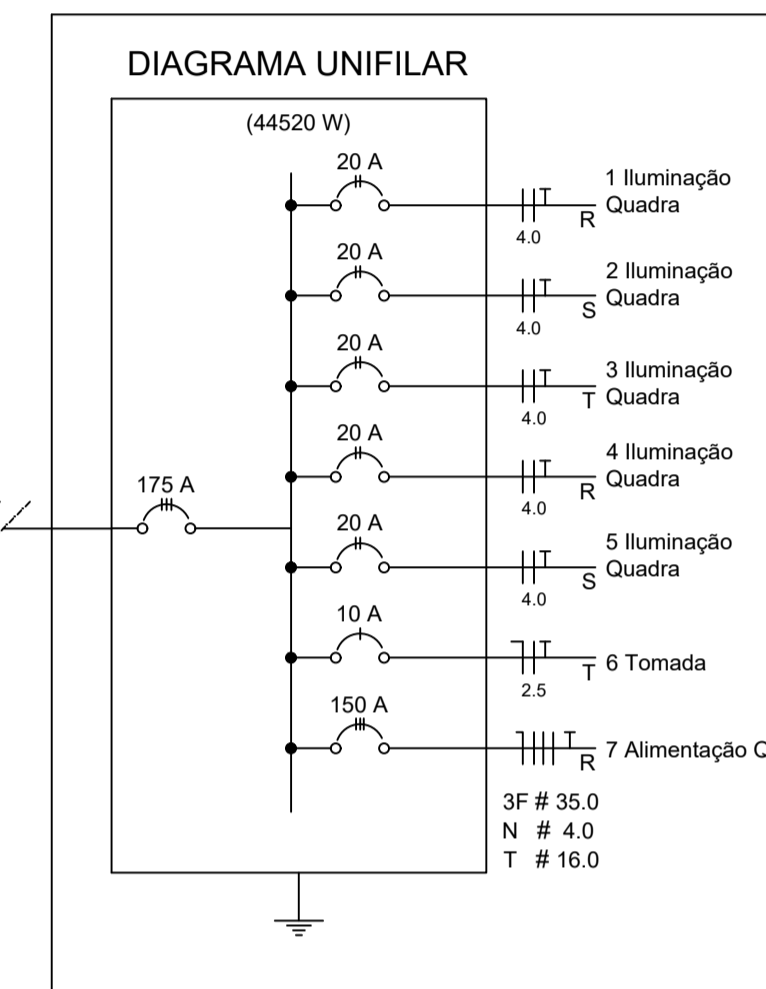 DIAGRAMA UNIFILAR
(44520 W)
20 A
1 Iluminação
Quadra
R
4.0
20 A
2 Iluminação
Quadra
S
4.0
20 A
3 Iluminação
Quadra
T
4.0
20 A
4 Iluminação
Quadra
R
4.0
175 A
20 A
5 Iluminação
Quadra
S
4.0
10 A
6 Tomada
T
2.5
150 A
7 Alimentação Q
R
3F # 35.0
N # 4.0
T # 16.0